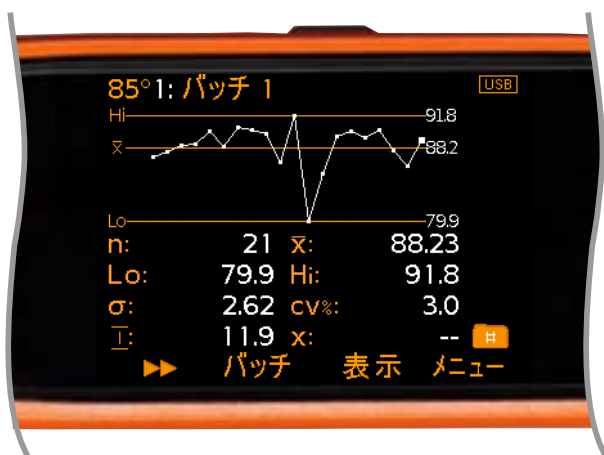 85°1: バッチ 1 USB
Hi 91.8
x̅ 88.2
Lo 79.9
n: 21 x̅: 88.23
Lo: 79.9 Hi: 91.8
σ: 2.62 cv%: 3.0
Ɪ: 11.9 x: -- #
バッチ 表示 メニュー